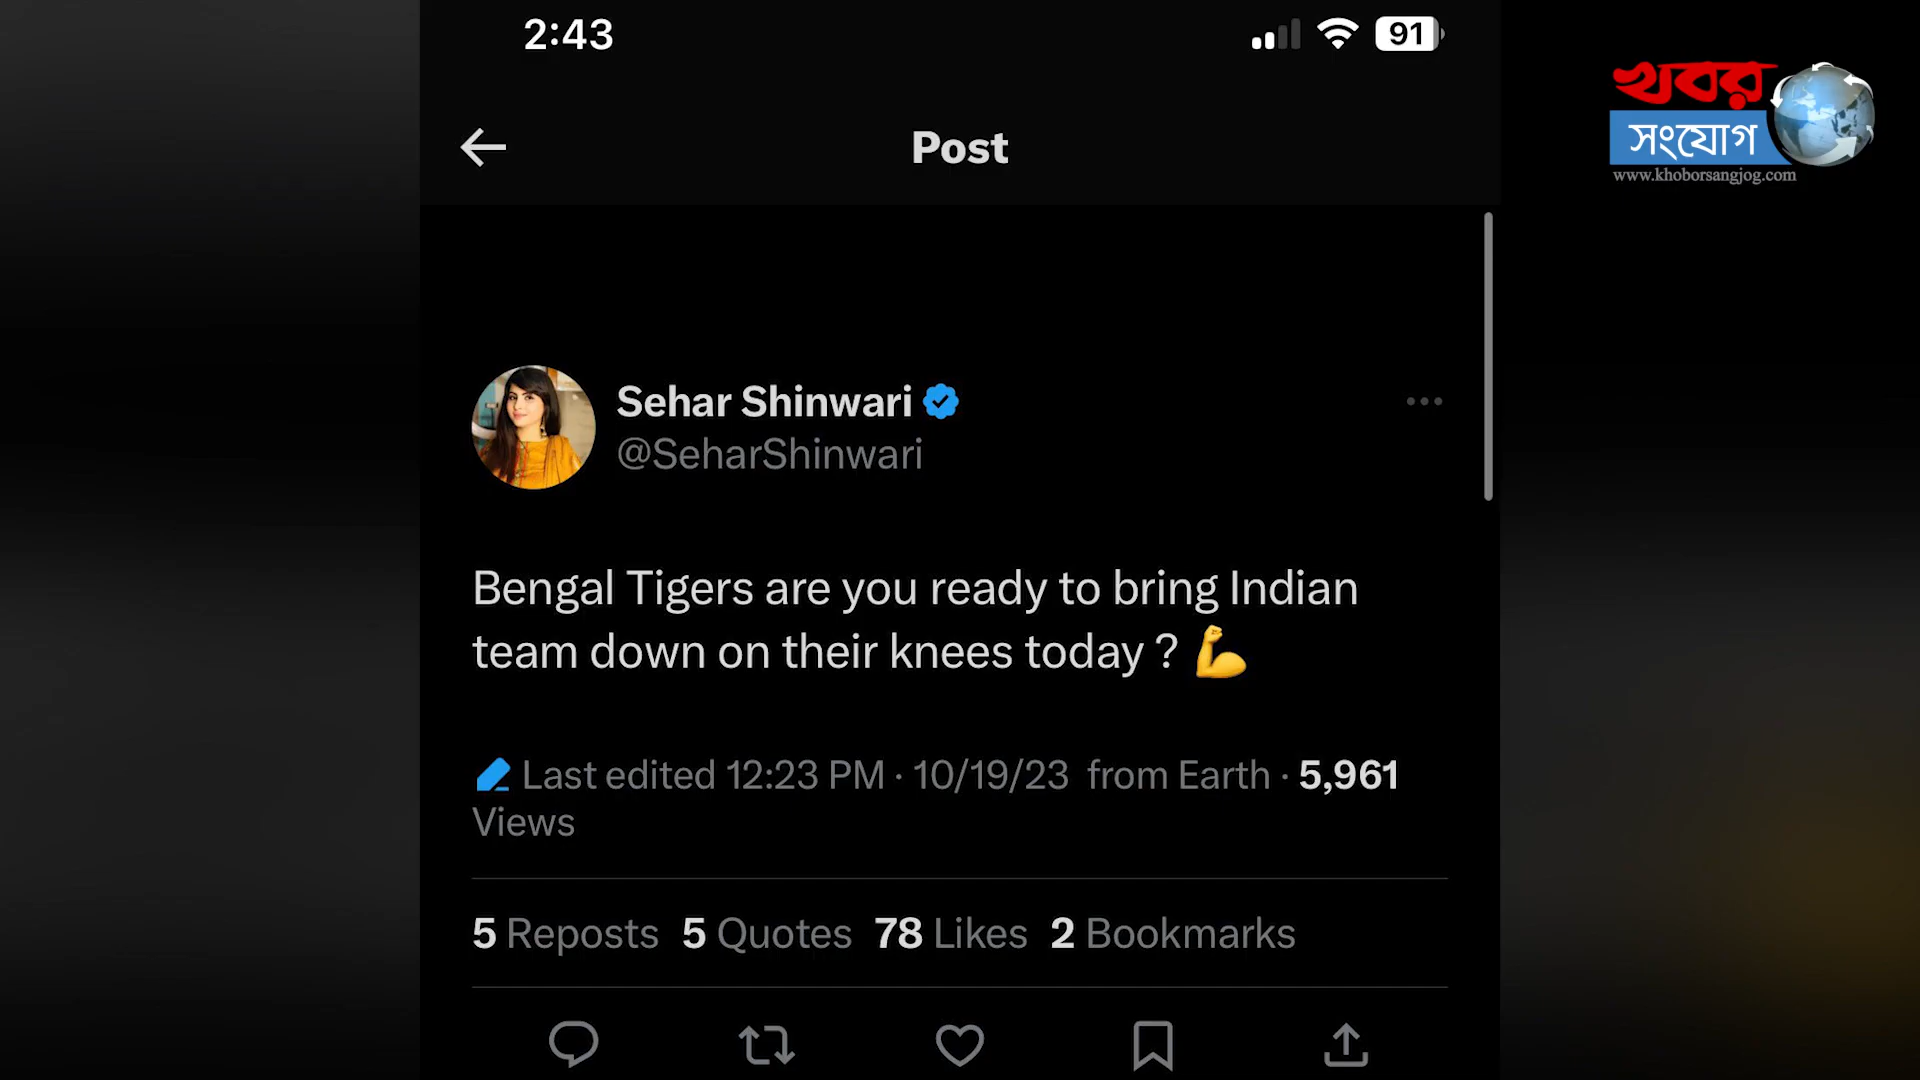 2:43
91
খবর
সংযোগ
www.khoborsangjog.com
Post
Sehar Shinwari
@SeharShinwari
Bengal Tigers are you ready to bring Indian
team down on their knees today ? 💪
Last edited 12:23 PM · 10/19/23 from Earth · 5,961
Views
5 Reposts 5 Quotes 78 Likes 2 Bookmarks